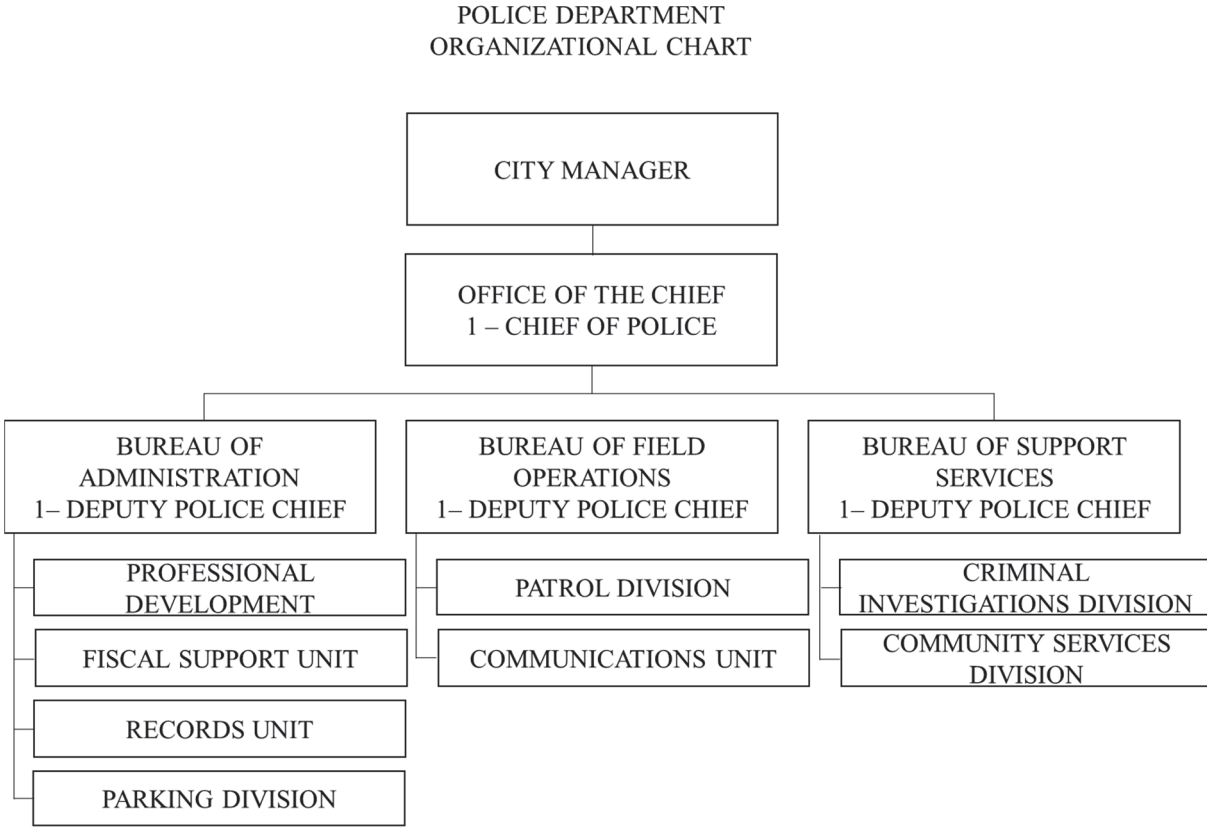 POLICE DEPARTMENT
ORGANIZATIONAL CHART
CITY MANAGER
OFFICE OF THE CHIEF
1 – CHIEF OF POLICE
BUREAU OF
ADMINISTRATION
1– DEPUTY POLICE CHIEF
PROFESSIONAL
DEVELOPMENT
FISCAL SUPPORT UNIT
RECORDS UNIT
PARKING DIVISION
BUREAU OF FIELD
OPERATIONS
1– DEPUTY POLICE CHIEF
PATROL DIVISION
COMMUNICATIONS UNIT
BUREAU OF SUPPORT
SERVICES
1– DEPUTY POLICE CHIEF
CRIMINAL
INVESTIGATIONS DIVISION
COMMUNITY SERVICES
DIVISION